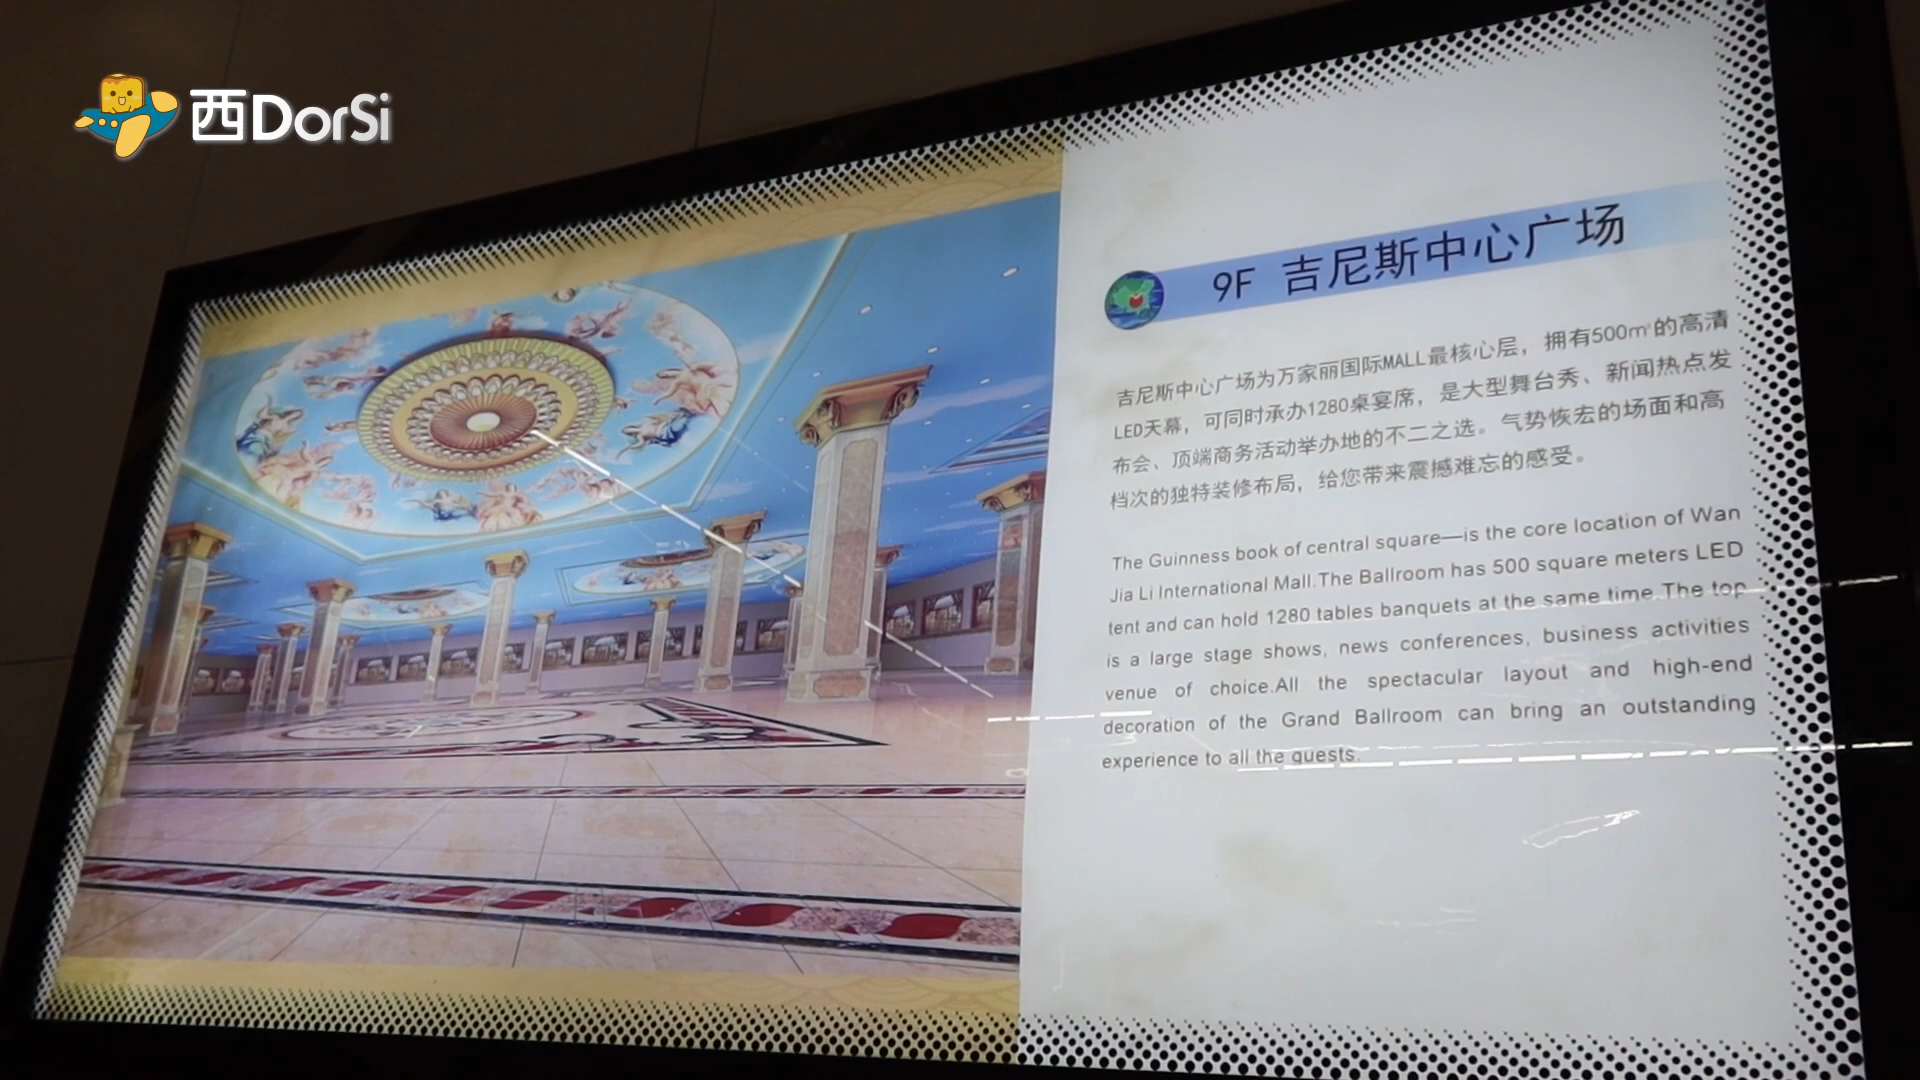 西DorSi
9F 吉尼斯中心广场
吉尼斯中心广场为万家丽国际MALL最核心层，拥有500㎡的高清
LED天幕，可同时承办1280桌宴席，是大型舞台秀、新闻热点发
布会、顶端商务活动举办地的不二之选。气势恢宏的场面和高
档次的独特装修布局，给您带来震撼难忘的感受。
The Guinness book of central square—is the core location of Wan
Jia Li International Mall.The Ballroom has 500 square meters LED
tent and can hold 1280 tables banquets at the same time.The top
is a large stage shows, news conferences, business activities
venue of choice.All the spectacular layout and high-end
decoration of the Grand Ballroom can bring an outstanding
experience to all the guests.